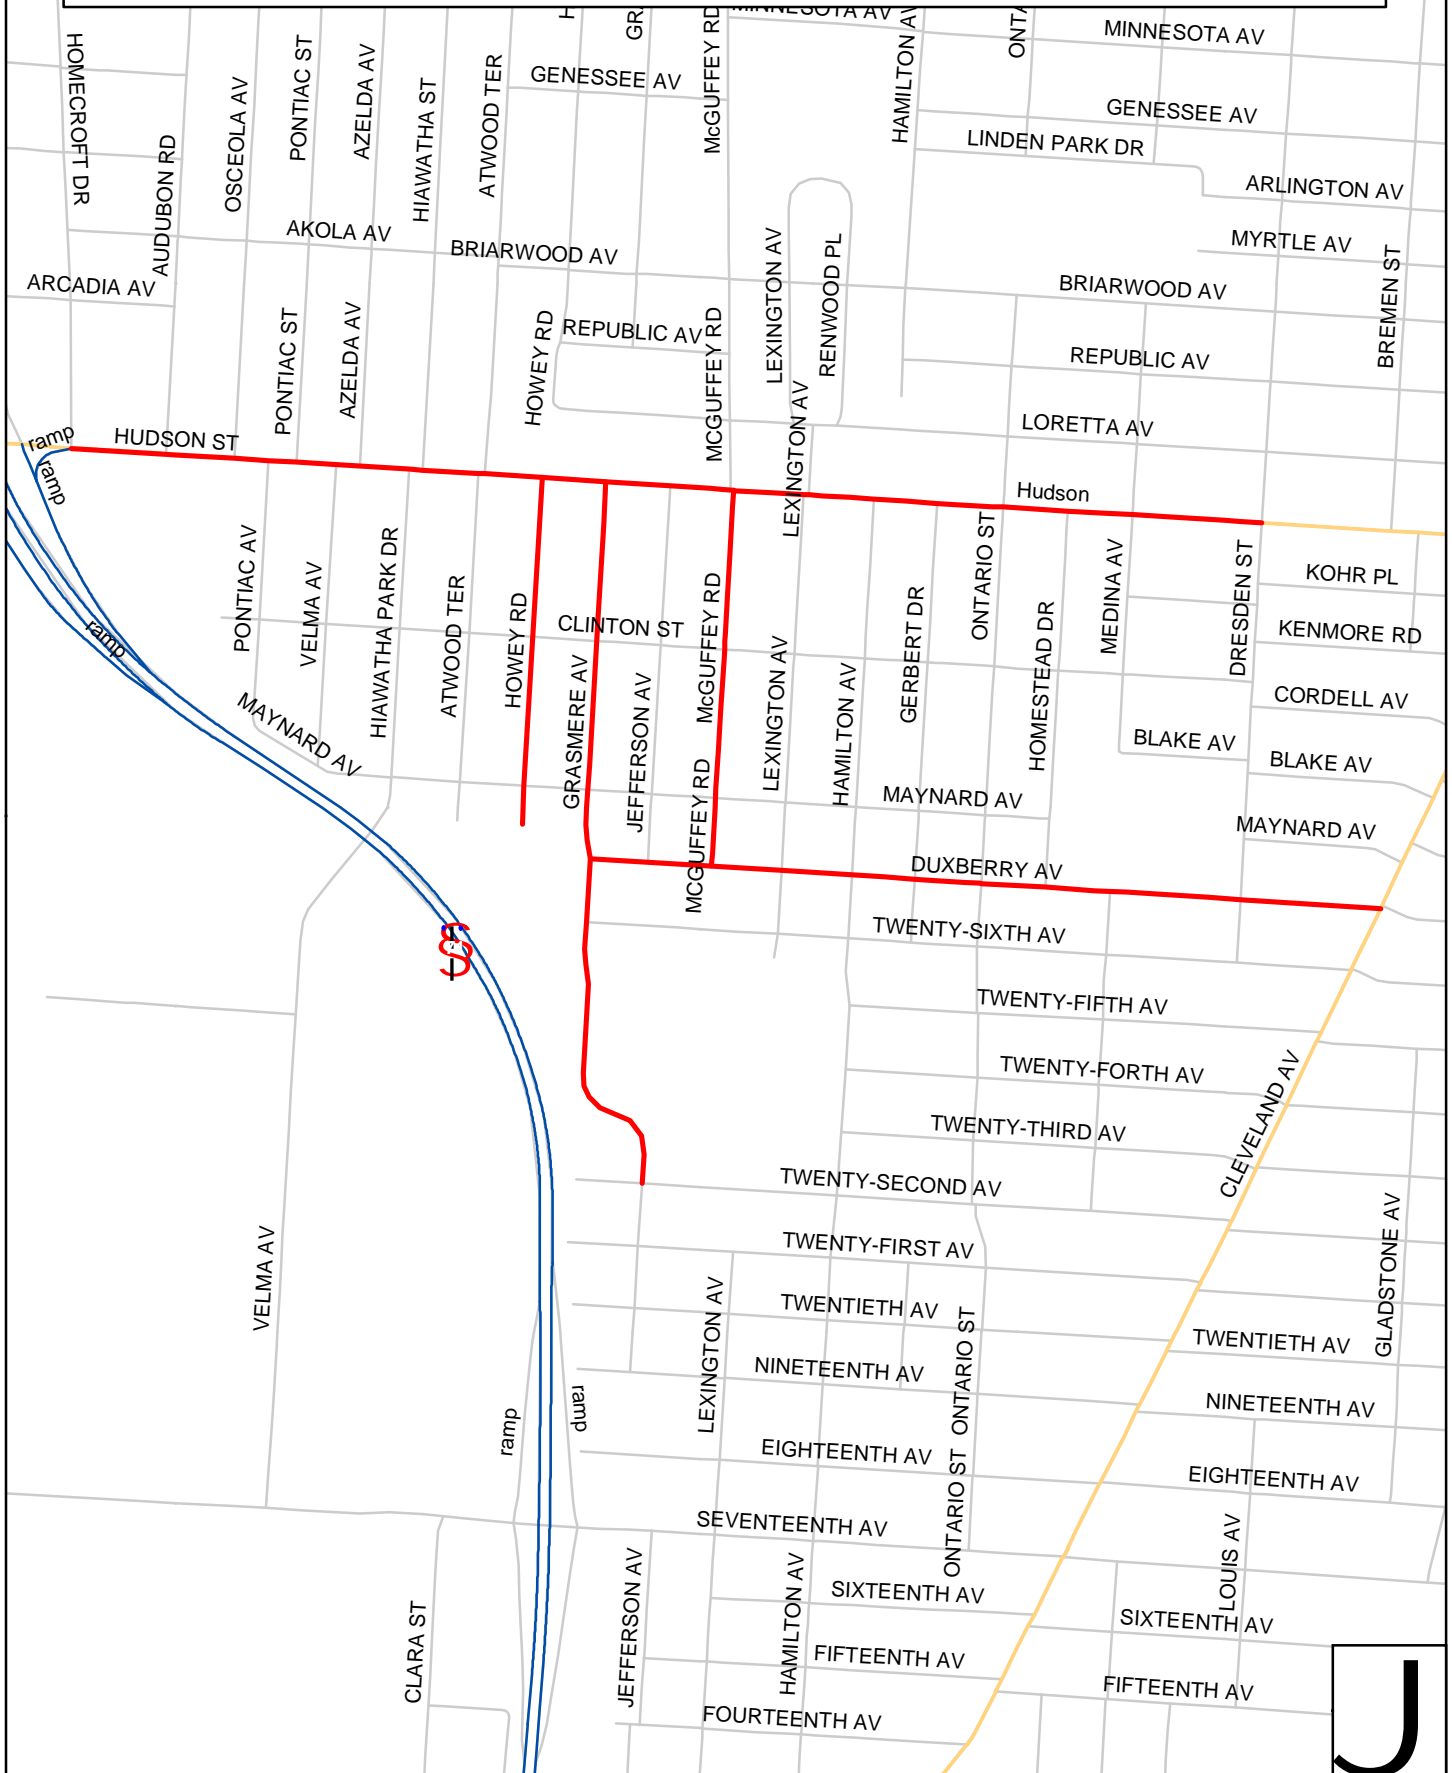 MINNESOTA AV
MINNESOTA AV
HOMECROFT DR
PONTIAC ST
AZELDA AV
McGUFFEY RD
HAMILTON AV
GENESSEE AV
ATWOOD TER
OSCEOLA AV
HIAWATHA ST
GENESSEE AV
AUDUBON RD
LINDEN PARK DR
ARLINGTON AV
AKOLA AV
BRIARWOOD AV
LEXINGTON AV
RENWOOD PL
MYRTLE AV
BREMEN ST
ARCADIA AV
BRIARWOOD AV
PONTIAC ST
AZELDA AV
HOWEY RD
REPUBLIC AV
MCGUFFEY RD
REPUBLIC AV
LEXINGTON AV
LORETTA AV
ramp
HUDSON ST
ramp
Hudson
PONTIAC AV
VELMA AV
HIAWATHA PARK DR
ATWOOD TER
HOWEY RD
CLINTON ST
McGUFFEY RD
GERBERT DR
ONTARIO ST
HOMESTEAD DR
MEDINA AV
DRESDEN ST
KOHR PL
KENMORE RD
ramp
GRASMERE AV
JEFFERSON AV
LEXINGTON AV
HAMILTON AV
CORDELL AV
MAYNARD AV
BLAKE AV
BLAKE AV
MCGUFFEY RD
MAYNARD AV
MAYNARD AV
DUXBERRY AV
TWENTY-SIXTH AV
TWENTY-FIFTH AV
TWENTY-FORTH AV
CLEVELAND AV
TWENTY-THIRD AV
TWENTY-SECOND AV
VELMA AV
TWENTY-FIRST AV
GLADSTONE AV
LEXINGTON AV
TWENTIETH AV
ONTARIO ST
TWENTIETH AV
NINETEENTH AV
ramp
ramp
NINETEENTH AV
EIGHTEENTH AV
ONTARIO ST
EIGHTEENTH AV
SEVENTEENTH AV
LOUIS AV
CLARA ST
JEFFERSON AV
HAMILTON AV
SIXTEENTH AV
SIXTEENTH AV
FIFTEENTH AV
FIFTEENTH AV
FOURTEENTH AV
J